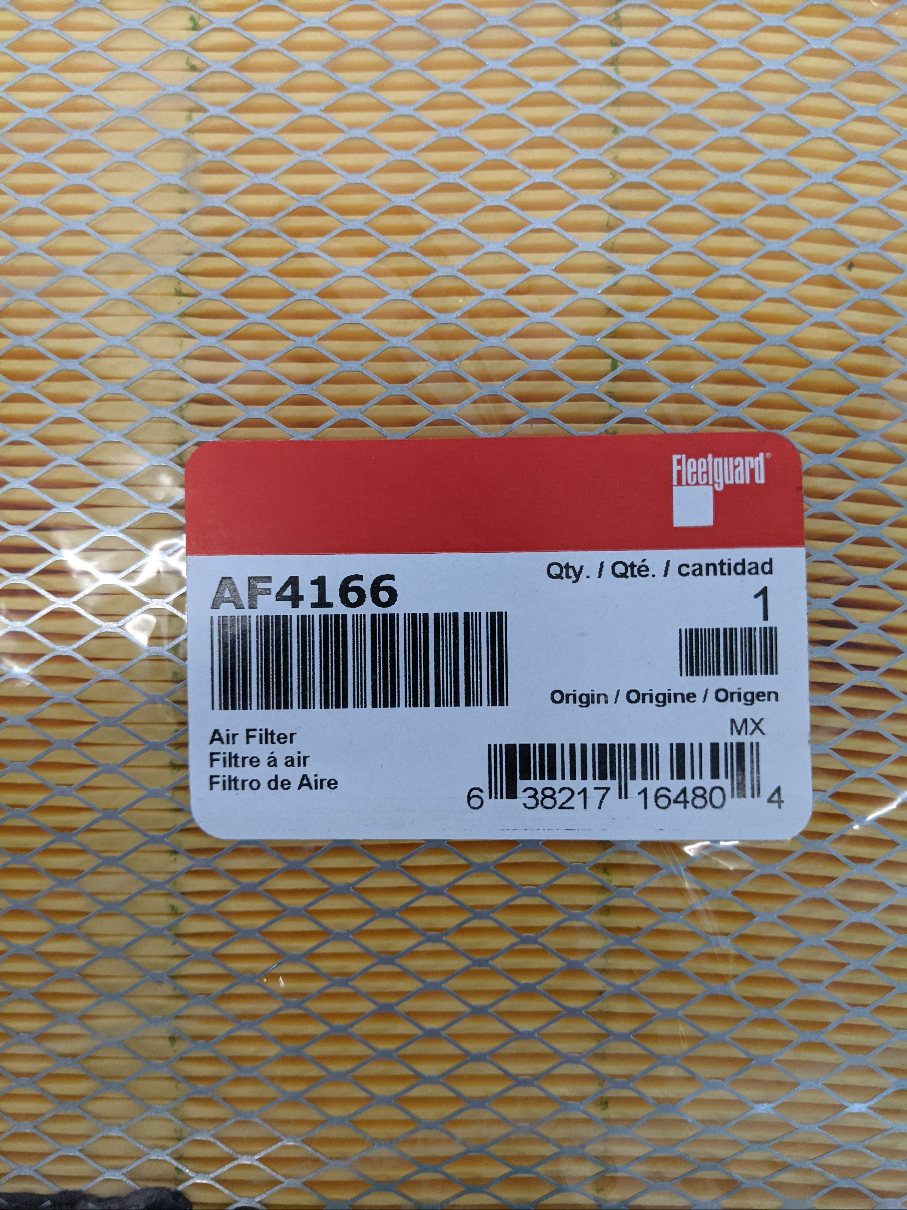 Fleetguard®
Qty. / Qté. / cantidad
AF4166
1
Origin / Origine / Origen
MX
Air Filter
Filtre á air
Filtro de Aire
6 38217 16480 4